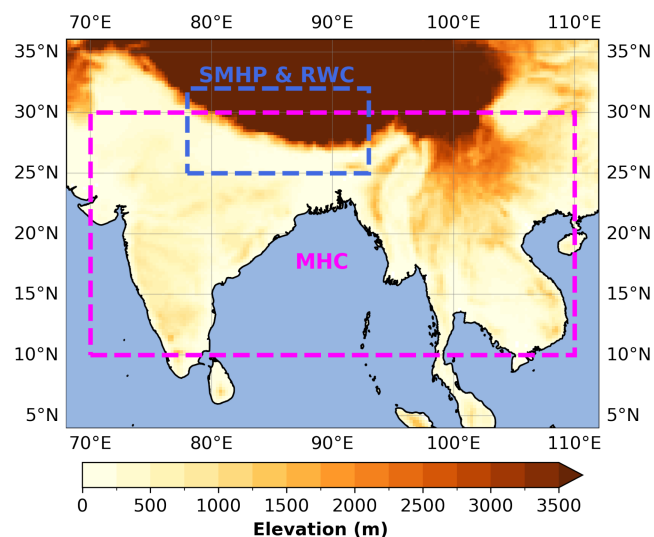 70°E 80°E 90°E 100°E 110°E
35°N 35°N
SMHP & RWC
30°N 30°N
25°N 25°N
20°N 20°N
MHC
15°N 15°N
10°N 10°N
5°N 5°N
70°E 80°E 90°E 100°E 110°E
0 500 1000 1500 2000 2500 3000 3500
Elevation (m)